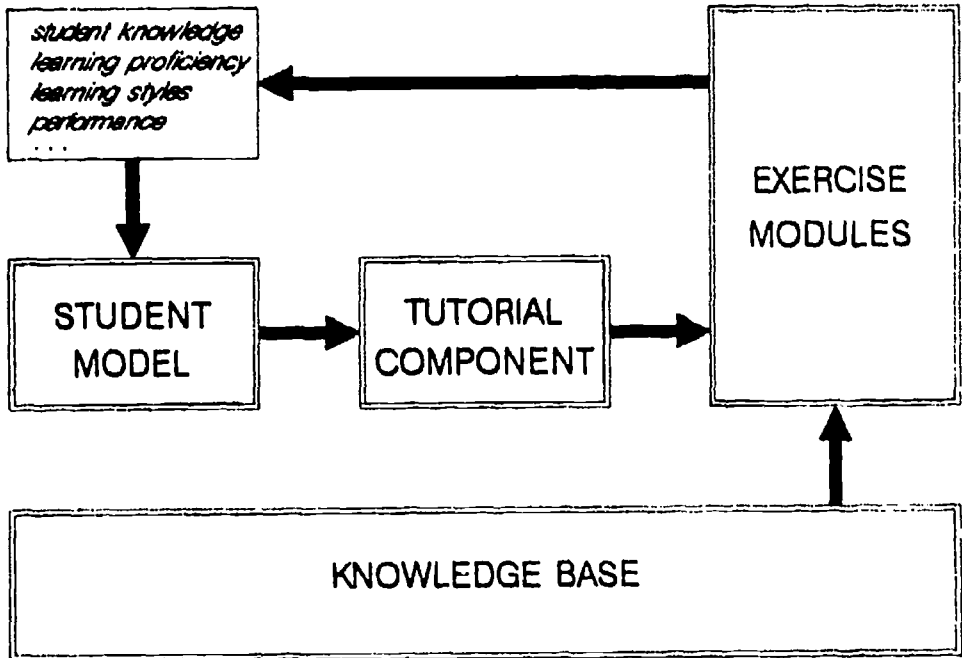 student knowledge
learning proficiency
learning styles
performance
. . .
EXERCISE
MODULES
STUDENT
MODEL
TUTORIAL
COMPONENT
KNOWLEDGE BASE